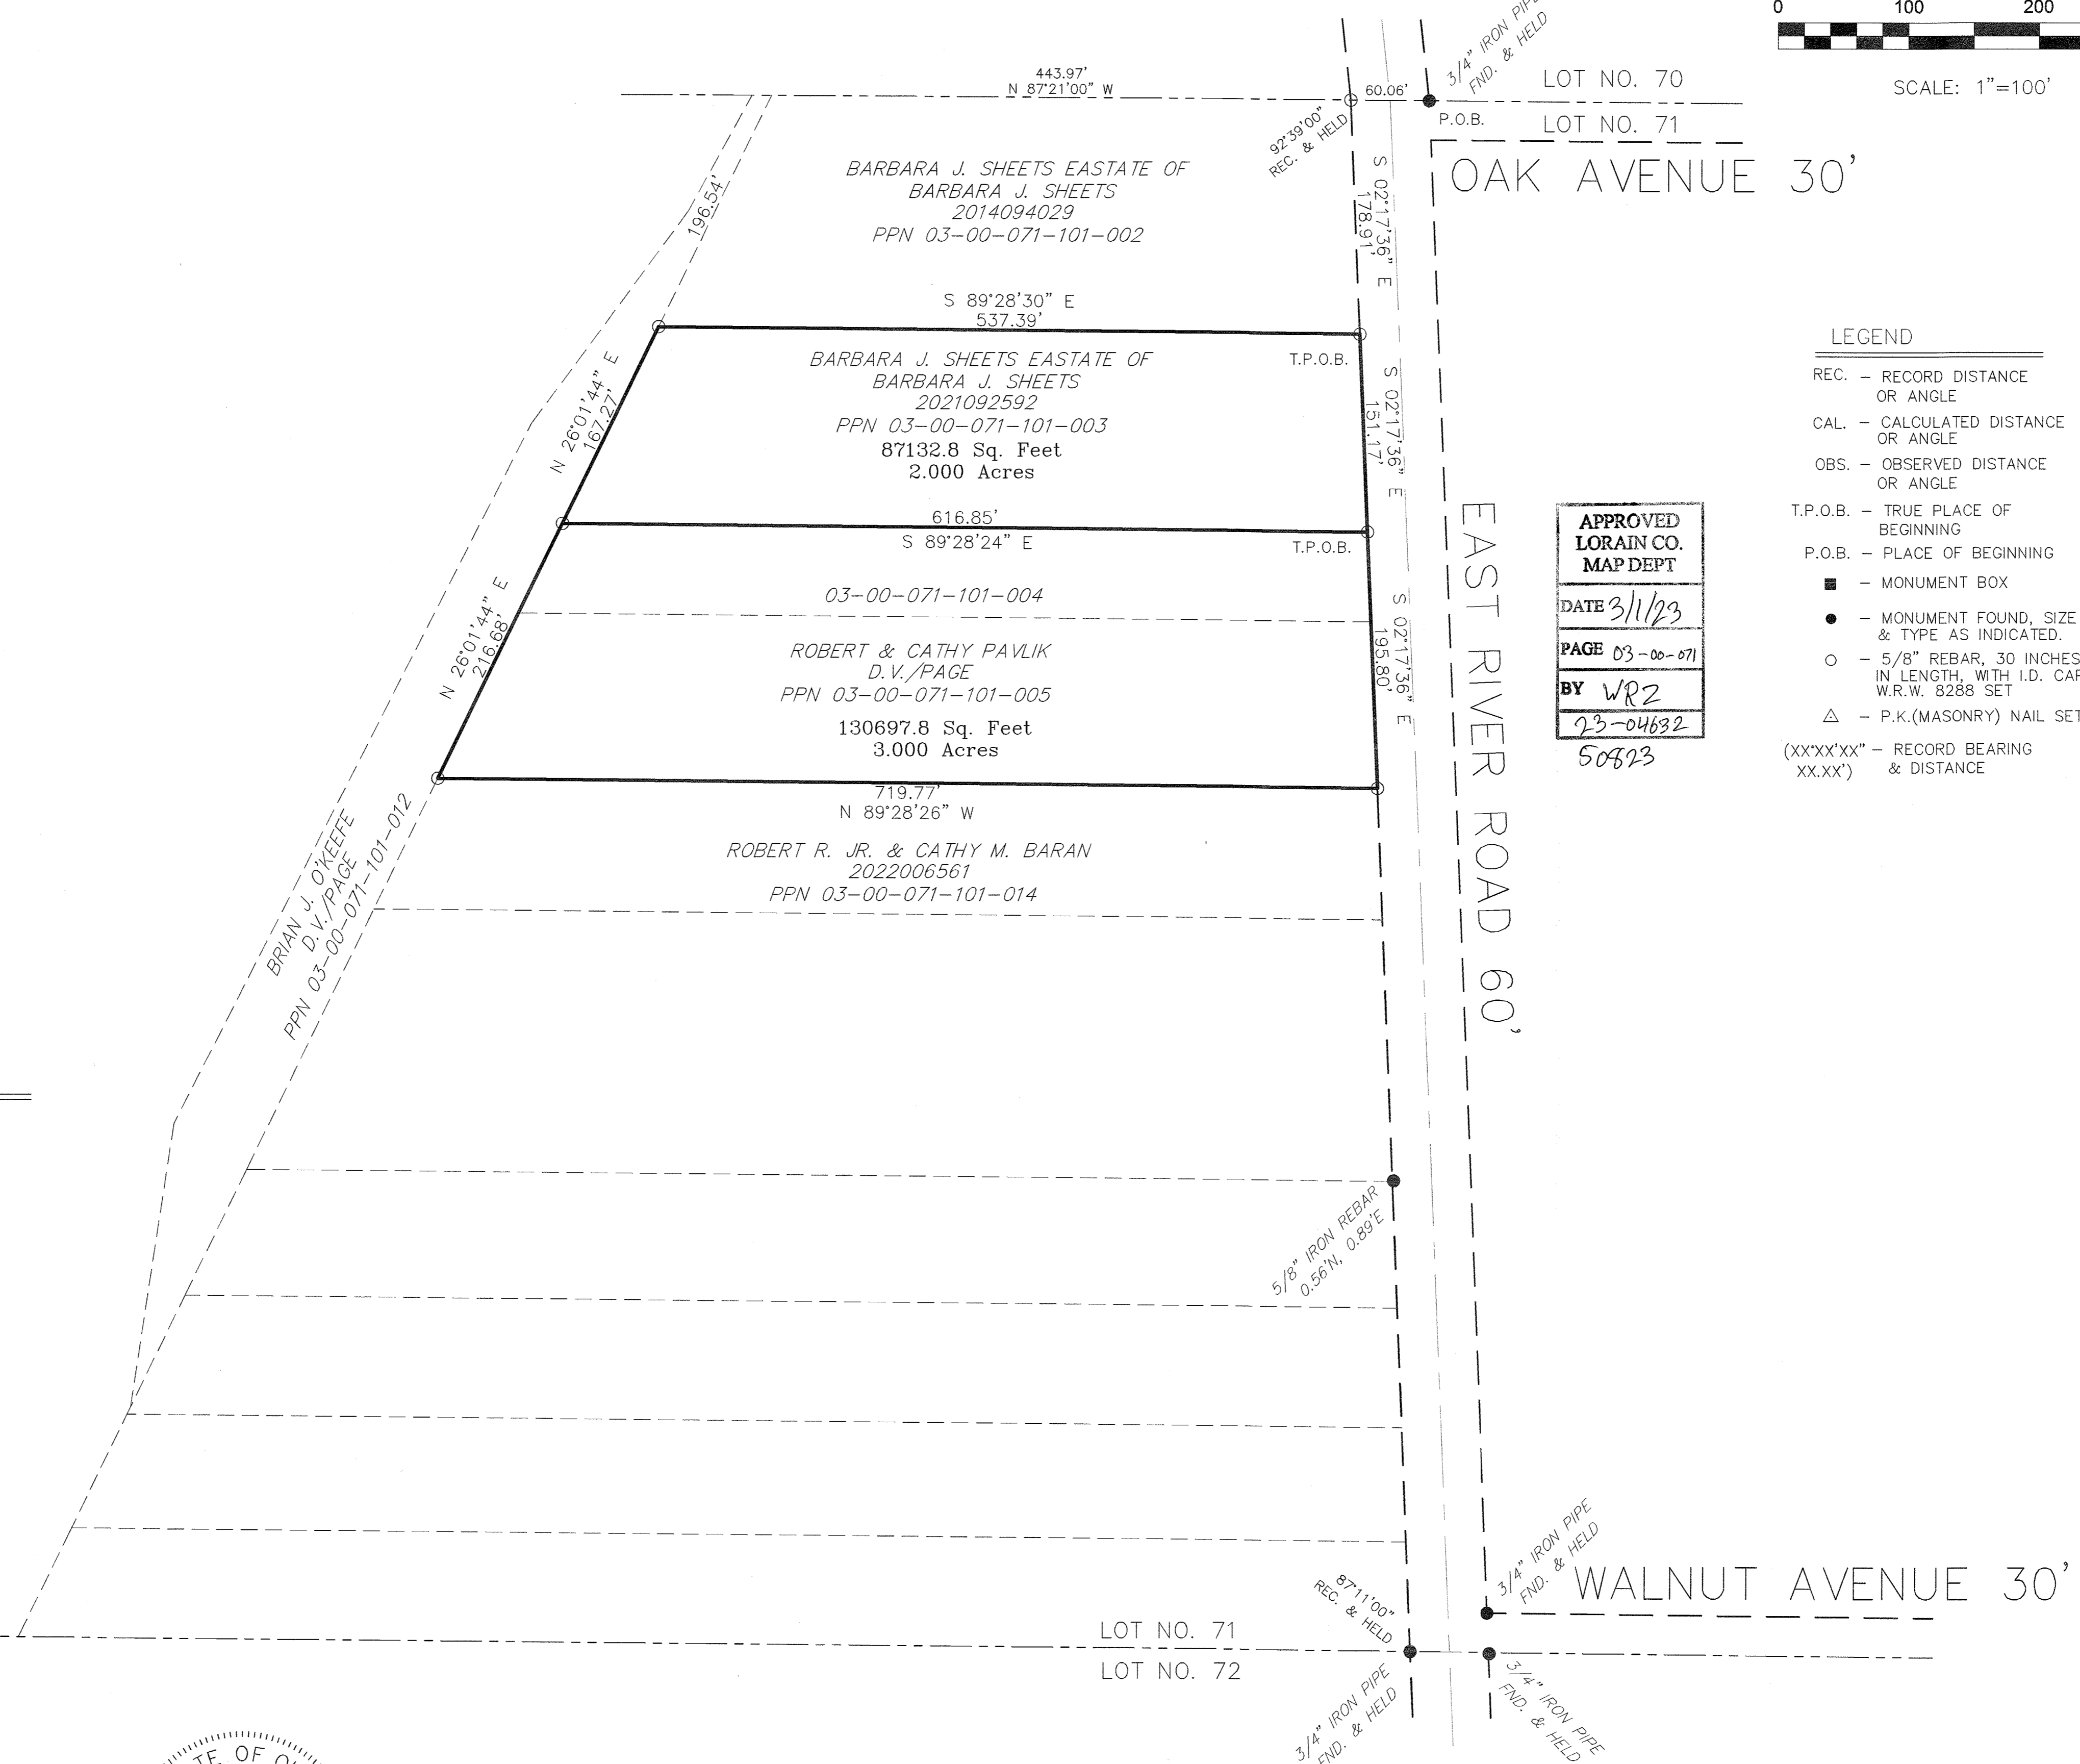 0 100 200
SCALE: 1"=100'
443.97'
N 87°21'00" W
60.06'
3/4" IRON PIPE
FND. & HELD
LOT NO. 70
P.O.B.
LOT NO. 71
OAK AVENUE 30'
92°39'00"
REC. & HELD
S 02°17'36" E
178.91'
196.54'
BARBARA J. SHEETS EASTATE OF
BARBARA J. SHEETS
2014094029
PPN 03-00-071-101-002
S 89°28'30" E
537.39'
T.P.O.B.
BARBARA J. SHEETS EASTATE OF
BARBARA J. SHEETS
2021092592
PPN 03-00-071-101-003
87132.8 Sq. Feet
2.000 Acres
N 26°01'44" E
167.27'
S 02°17'36" E
151.17'
616.85'
S 89°28'24" E
T.P.O.B.
03-00-071-101-004
N 26°01'44" E
216.68'
S 02°17'36" E
195.80'
ROBERT & CATHY PAVLIK
D.V./PAGE
PPN 03-00-071-101-005
130697.8 Sq. Feet
3.000 Acres
719.77'
N 89°28'26" W
ROBERT R. JR. & CATHY M. BARAN
2022006561
PPN 03-00-071-101-014
BRIAN J. O'KEEFE
D.V./PAGE
PPN 03-00-071-101-012
EAST RIVER ROAD 60'
APPROVED
LORAIN CO.
MAP DEPT
DATE 3/1/23
PAGE 03-00-071
BY WRZ
23-04632
50823
LEGEND
REC. - RECORD DISTANCE
OR ANGLE
CAL. - CALCULATED DISTANCE
OR ANGLE
OBS. - OBSERVED DISTANCE
OR ANGLE
T.P.O.B. - TRUE PLACE OF
BEGINNING
P.O.B. - PLACE OF BEGINNING
- MONUMENT BOX
- MONUMENT FOUND, SIZE
& TYPE AS INDICATED.
- 5/8" REBAR, 30 INCHES
IN LENGTH, WITH I.D. CAP
W.R.W. 8288 SET
- P.K.(MASONRY) NAIL SET
(XX°XX'XX" - RECORD BEARING
XX.XX') & DISTANCE
5/8" IRON REBAR
0.56'N, 0.89'E
3/4" IRON PIPE
FND. & HELD
WALNUT AVENUE 30'
87°11'00"
REC. & HELD
LOT NO. 71
LOT NO. 72
3/4" IRON PIPE
FND. & HELD
3/4" IRON PIPE
FND. & HELD
OF